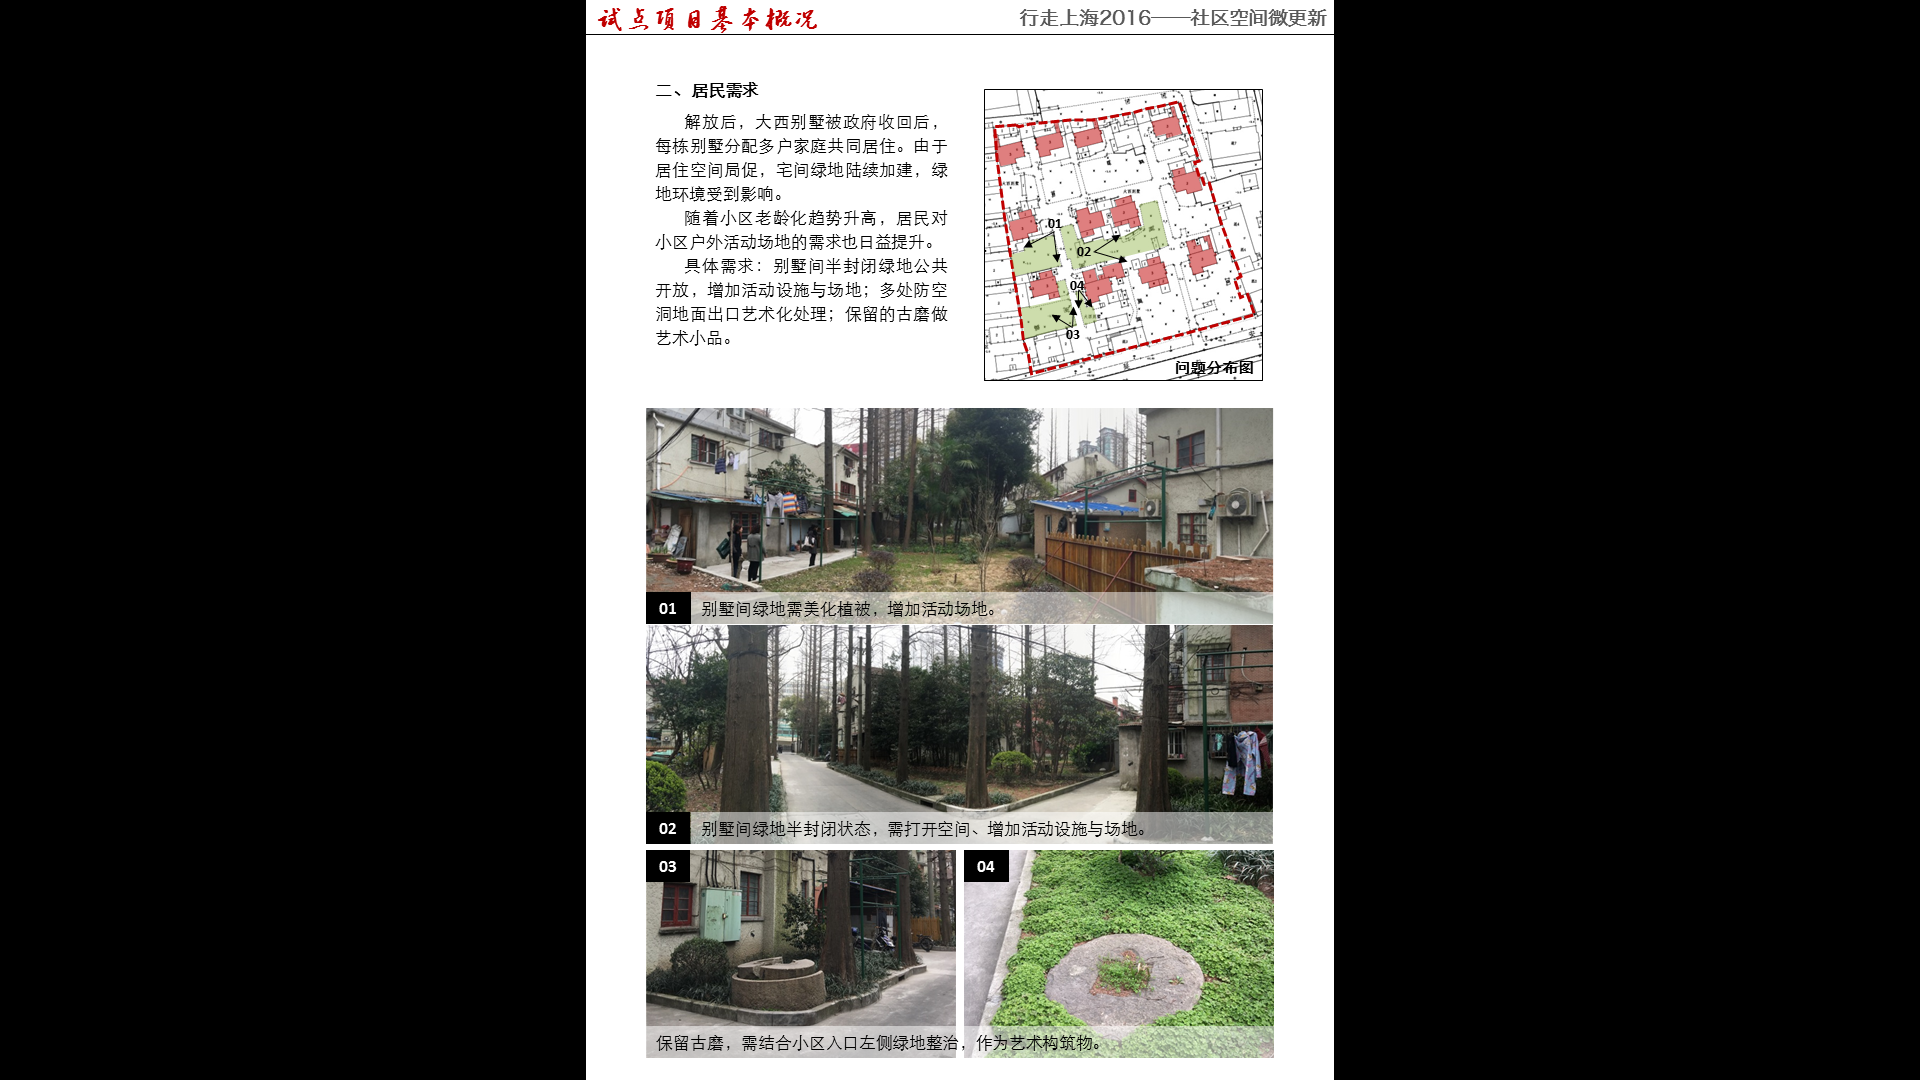 试点项目基本概况
行走上海2016——社区空间微更新
二、居民需求
解放后，大西别墅被政府收回后，
每栋别墅分配多户家庭共同居住。由于
居住空间局促，宅间绿地陆续加建，绿
地环境受到影响。
随着小区老龄化趋势升高，居民对
小区户外活动场地的需求也日益提升。
具体需求：别墅间半封闭绿地公共
开放，增加活动设施与场地；多处防空
洞地面出口艺术化处理；保留的古磨做
艺术小品。
01
02
04
03
问题分布图
01 别墅间绿地需美化植被，增加活动场地。
02 别墅间绿地半封闭状态，需打开空间、增加活动设施与场地。
03
04
保留古磨，需结合小区入口左侧绿地整治，作为艺术构筑物。